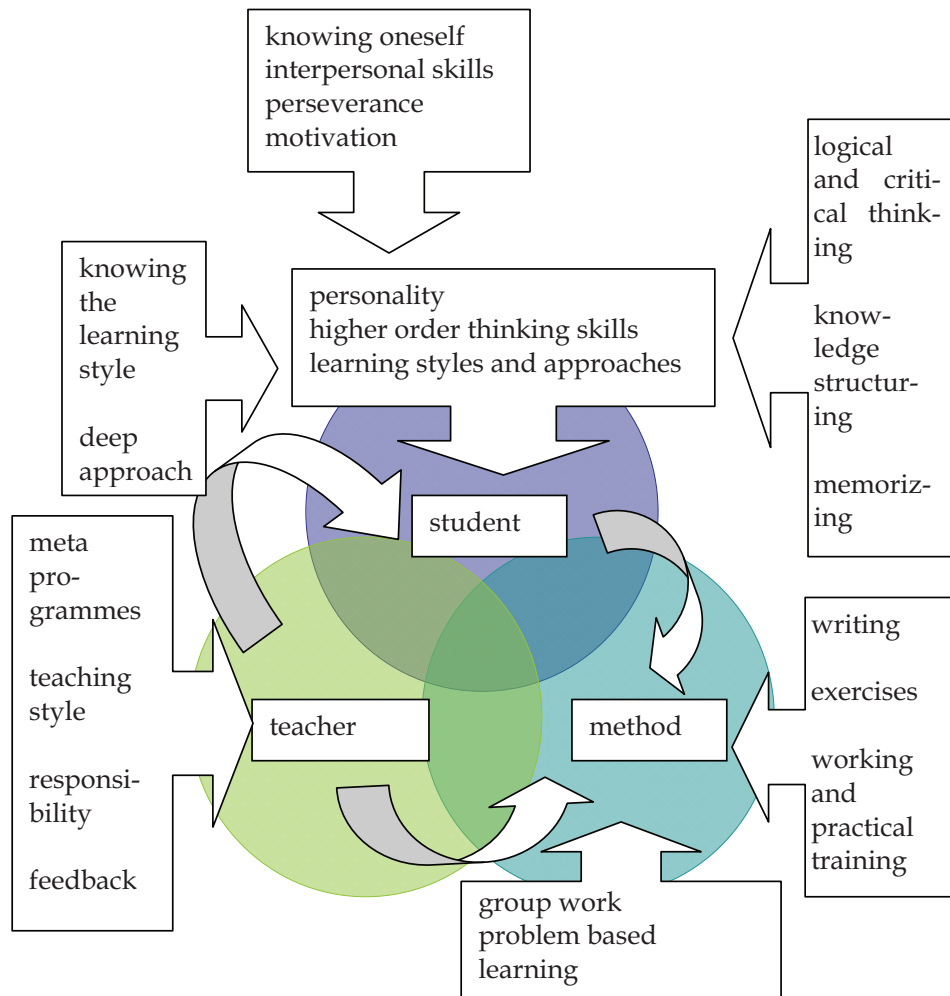 knowing oneself
interpersonal skills
perseverance
motivation
logical
and criti-
cal think-
ing
know-
ledge
structur-
ing
memoriz-
ing
knowing
the
learning
style
deep
approach
personality
higher order thinking skills
learning styles and approaches
student
meta
pro-
grammes
teaching
style
responsi-
bility
feedback
teacher
method
writing
exercises
working
and
practical
training
group work
problem based
learning